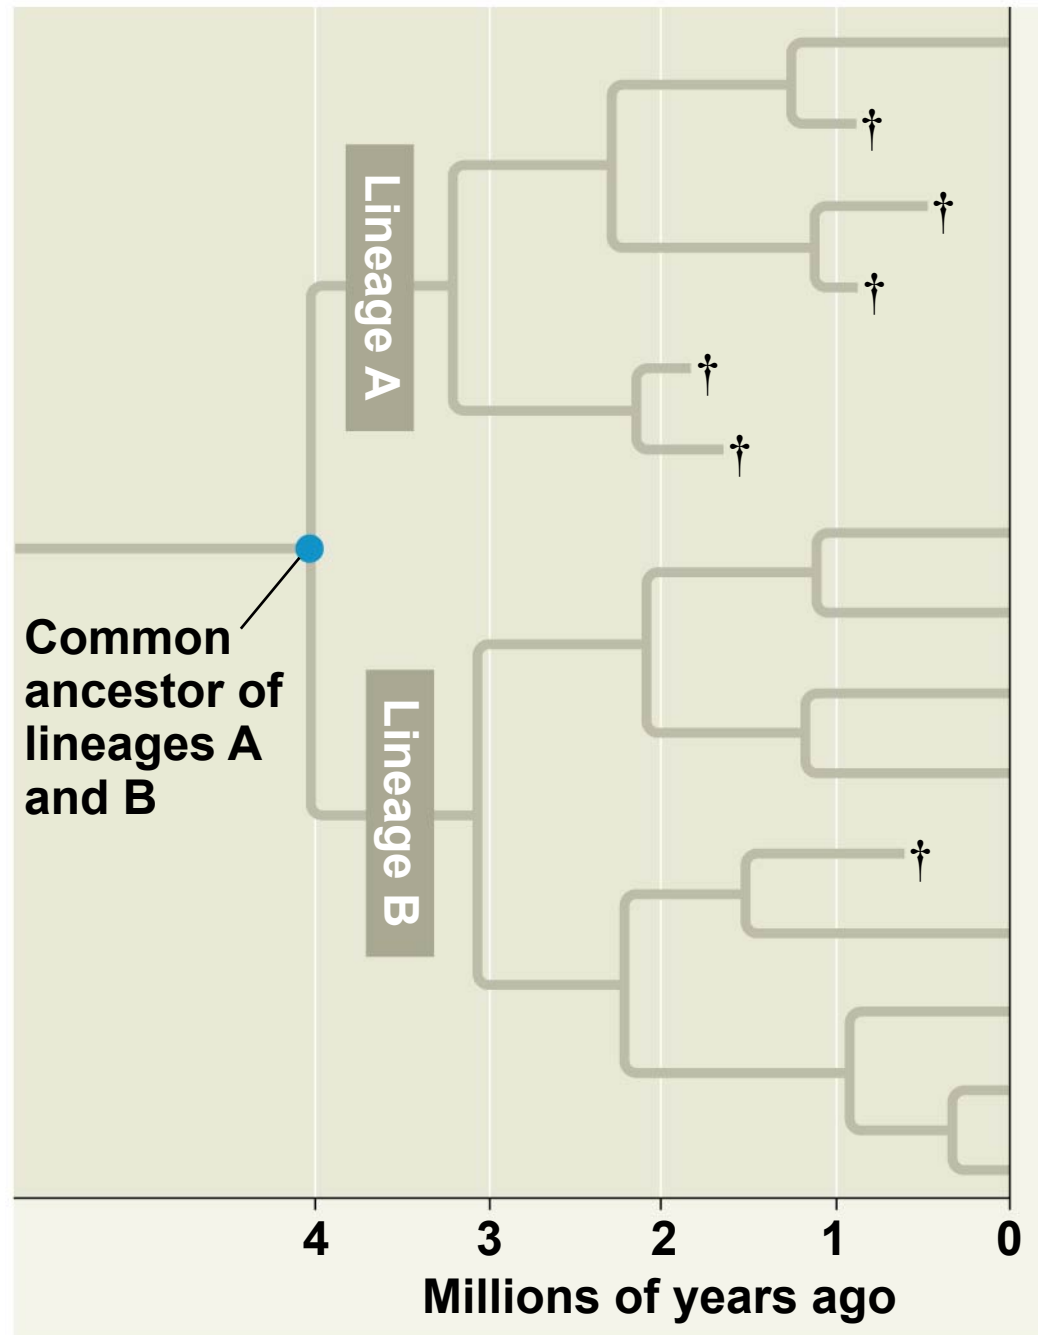 †
†
†
Lineage A
†
†
Common
ancestor of
lineages A
and B
Lineage B
†
4 3 2 1 0
Millions of years ago